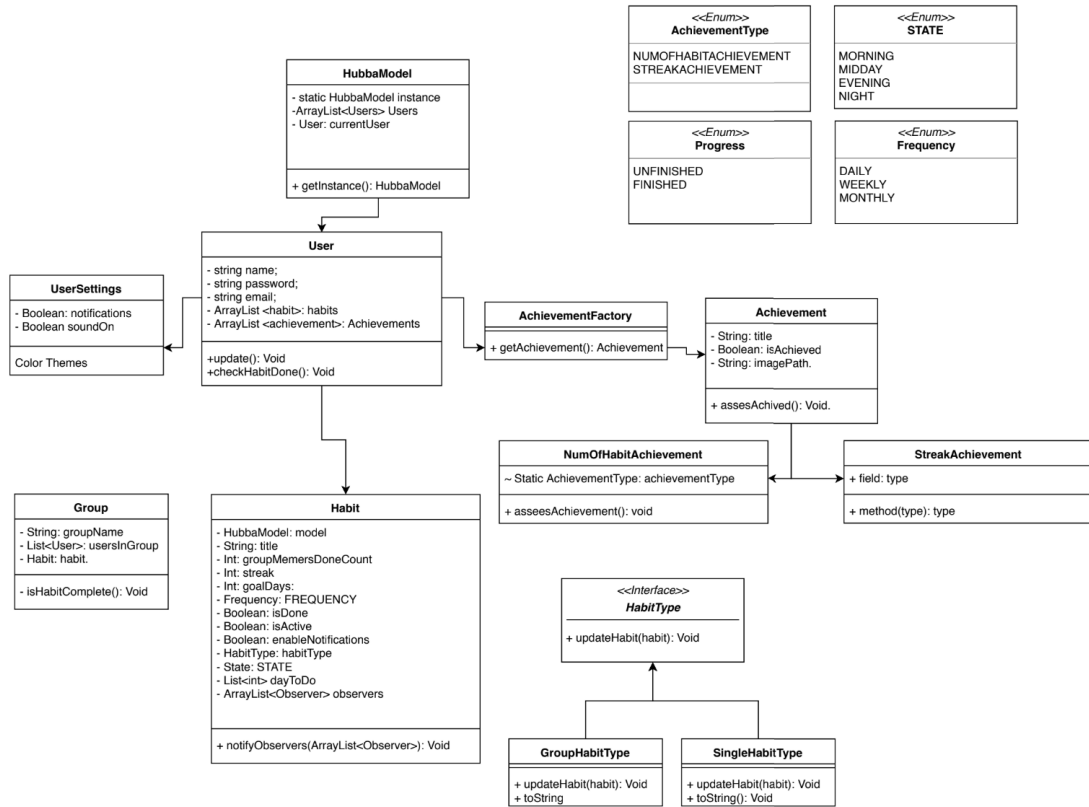 <<Enum>>
AchievementType
NUMOFHABITACHIEVEMENT
STREAKACHIEVEMENT
<<Enum>>
STATE
MORNING
MIDDAY
EVENING
NIGHT
HubbaModel
- static HubbaModel instance
-ArrayList<Users> Users
- User: currentUser
+ getInstance(): HubbaModel
<<Enum>>
Progress
UNFINISHED
FINISHED
<<Enum>>
Frequency
DAILY
WEEKLY
MONTHLY
User
- string name;
- string password;
- string email;
- ArrayList <habit>: habits
- ArrayList <achievement>: Achievements
+update(): Void
+checkHabitDone(): Void
UserSettings
- Boolean: notifications
- Boolean soundOn
Color Themes
AchievementFactory
+ getAchievement(): Achievement
Achievement
- String: title
- Boolean: isAchieved
- String: imagePath.
+ assesAchived(): Void.
NumOfHabitAchievement
~ Static AchievementType: achievementType
+ asseesAchievement(): void
StreakAchievement
+ field: type
+ method(type): type
Group
- String: groupName
- List<User>: usersInGroup
- Habit: habit.
- isHabitComplete(): Void
Habit
- HubbaModel: model
- String: title
- Int: groupMemersDoneCount
- Int: streak
- Int: goalDays:
- Frequency: FREQUENCY
- Boolean: isDone
- Boolean: isActive
- Boolean: enableNotifications
- HabitType: habitType
- State: STATE
- List<int> dayToDo
- ArrayList<Observer> observers
+ notifyObservers(ArrayList<Observer>): Void
<<Interface>>
HabitType
+ updateHabit(habit): Void
GroupHabitType
+ updateHabit(habit): Void
+ toString
SingleHabitType
+ updateHabit(habit): Void
+ toString(): Void